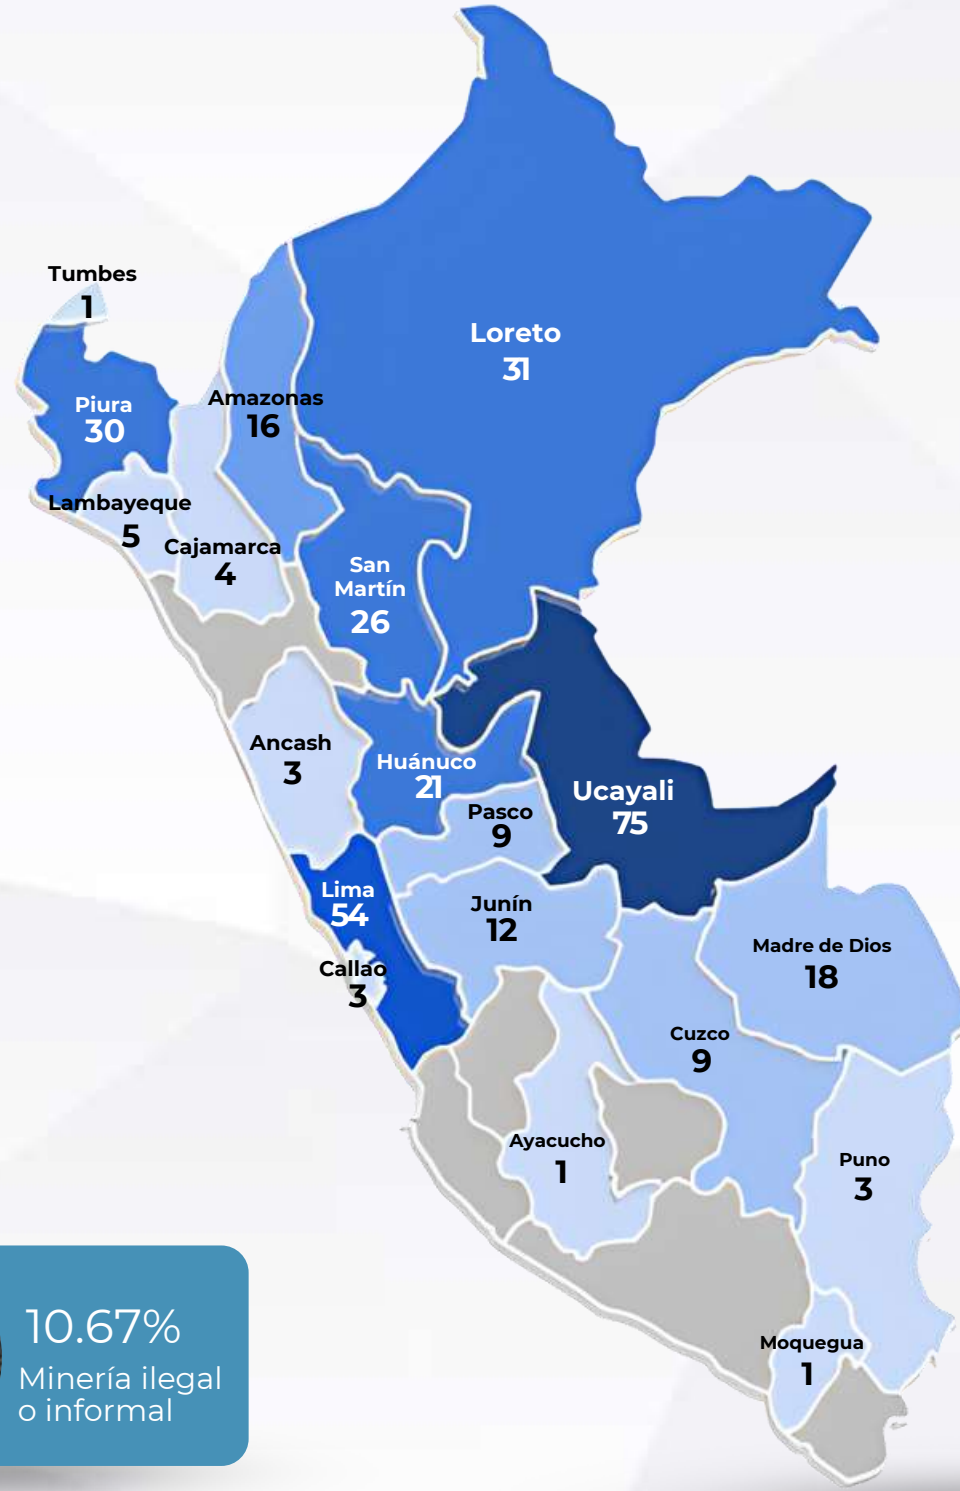 Tumbes
1
Loreto
31
Piura
30
Amazonas
16
Lambayeque
5
Cajamarca
4
San
Martín
26
Ancash
3
Huánuco
21
Ucayali
75
Pasco
9
Lima
54
Junín
12
Callao
3
Madre de Dios
18
Cuzco
9
Ayacucho
1
Puno
3
Moquegua
1
10.67%
Minería ilegal
o informal